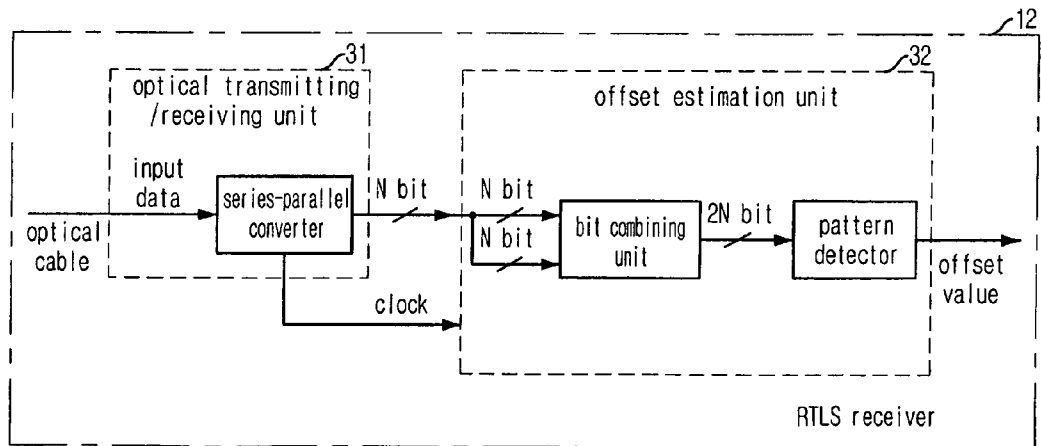 12
31
optical transmitting
/receiving unit
32
offset estimation unit
input
data
series-parallel
converter
N bit
N bit
N bit
bit combining
unit
2N bit
pattern
detector
optical
cable
offset
value
clock
RTLS receiver